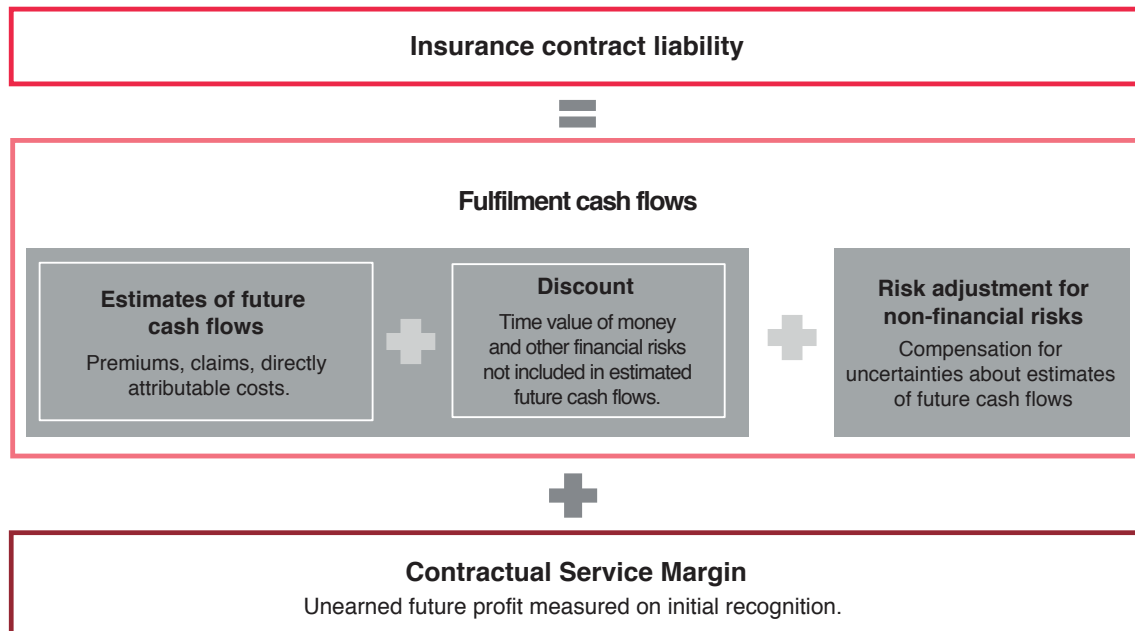 Insurance contract liability
=
Fulfilment cash flows
Estimates of future
cash flows
Premiums, claims, directly
attributable costs.
+
Discount
Time value of money
and other financial risks
not included in estimated
future cash flows.
+
Risk adjustment for
non-financial risks
Compensation for
uncertainties about estimates
of future cash flows
+
Contractual Service Margin
Unearned future profit measured on initial recognition.